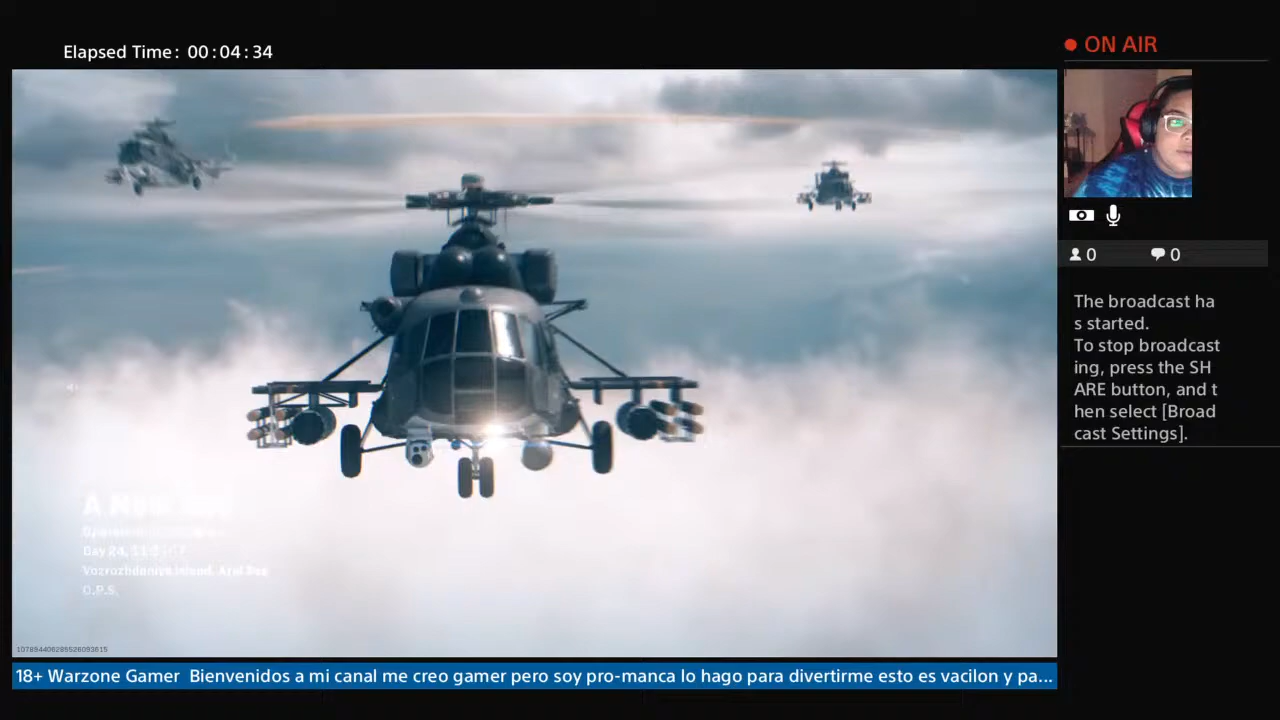 Elapsed Time: 00:04:34
ON AIR
0 0
The broadcast ha
s started.
To stop broadcast
ing, press the SH
ARE button, and t
hen select [Broad
cast Settings].
A
Day 24,
Vozrozhdeniya Island, Aral Sea
O.P.S.
18+ Warzone Gamer Bienvenidos a mi canal me creo gamer pero soy pro-manca lo hago para divertirme esto es vacilon y pa...